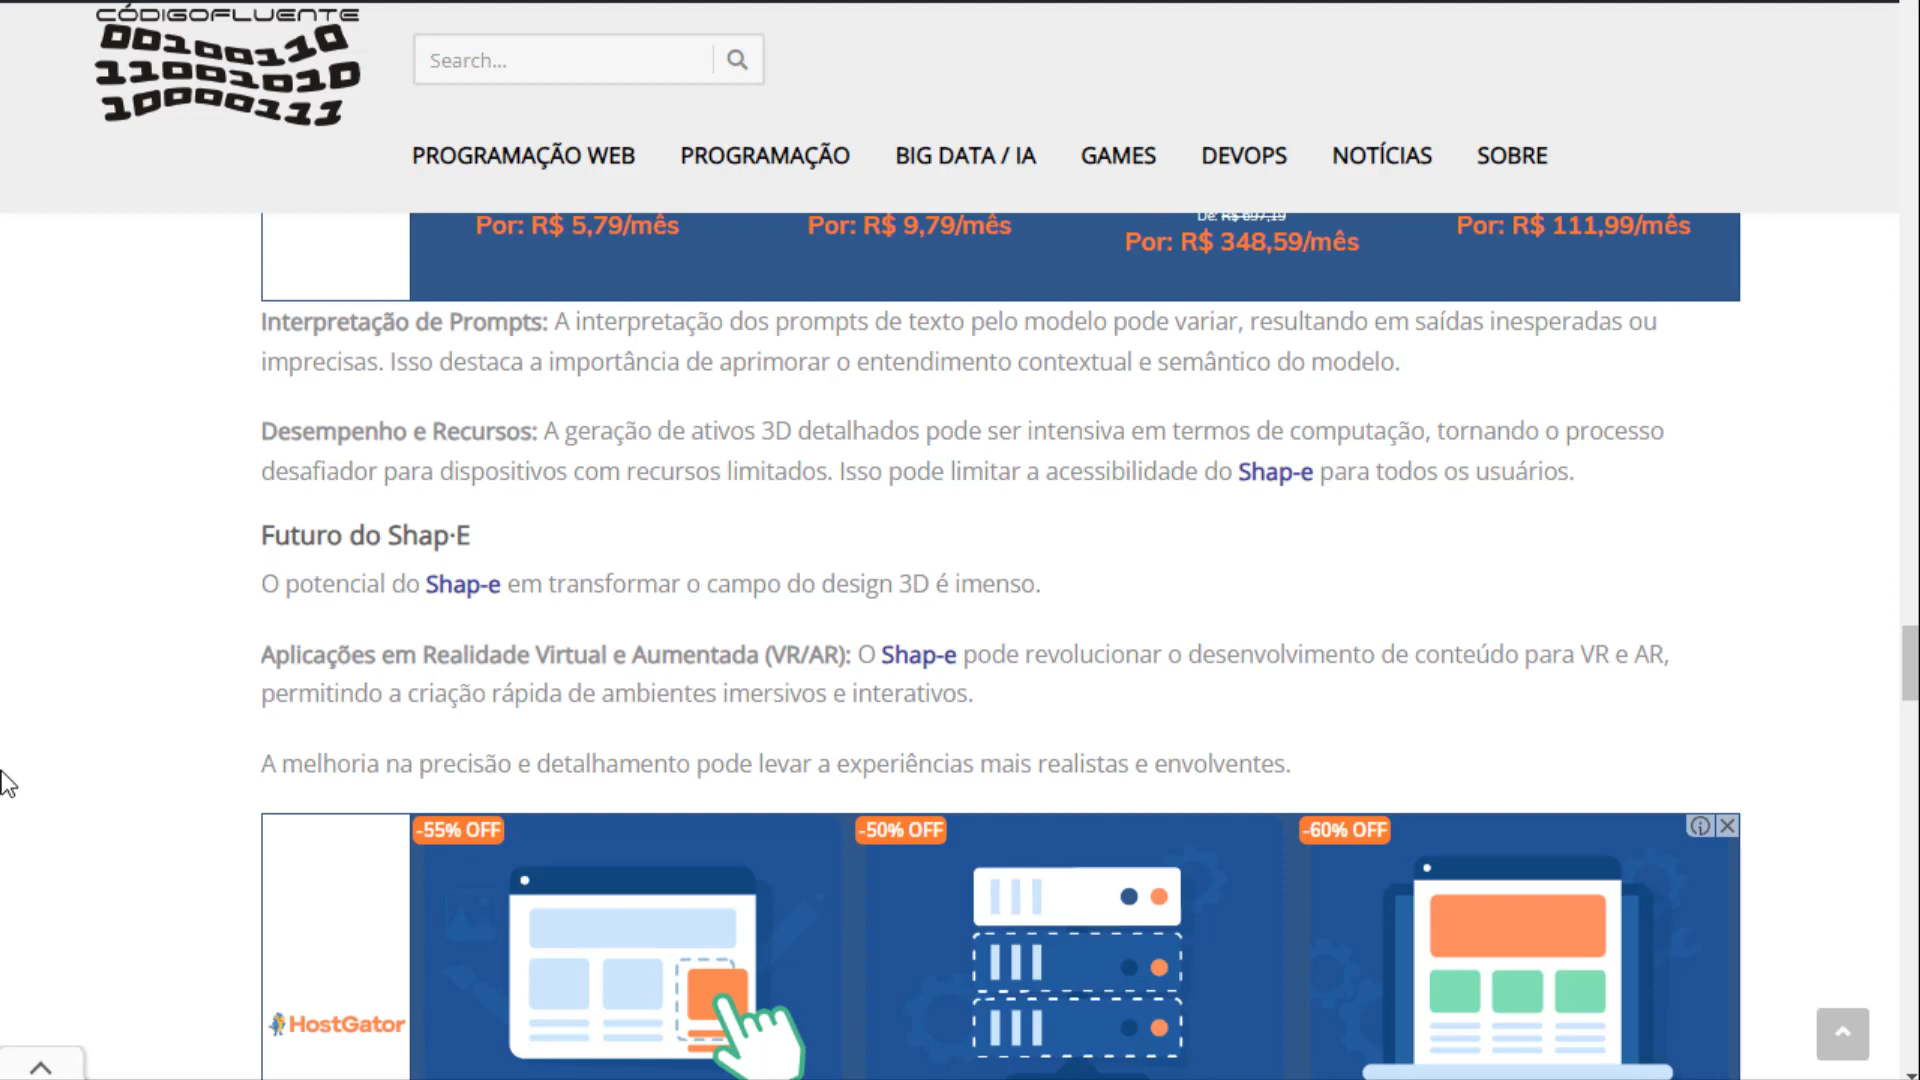 CÓDIGOFLUENTE
00100110
11001010
10000111
Search...
PROGRAMAÇÃO WEB PROGRAMAÇÃO BIG DATA / IA GAMES DEVOPS NOTÍCIAS SOBRE
De: R$ 697,19
Por: R$ 5,79/mês Por: R$ 9,79/mês Por: R$ 348,59/mês Por: R$ 111,99/mês
Interpretação de Prompts: A interpretação dos prompts de texto pelo modelo pode variar, resultando em saídas inesperadas ou
imprecisas. Isso destaca a importância de aprimorar o entendimento contextual e semântico do modelo.
Desempenho e Recursos: A geração de ativos 3D detalhados pode ser intensiva em termos de computação, tornando o processo
desafiador para dispositivos com recursos limitados. Isso pode limitar a acessibilidade do Shap-e para todos os usuários.
Futuro do Shap·E
O potencial do Shap-e em transformar o campo do design 3D é imenso.
Aplicações em Realidade Virtual e Aumentada (VR/AR): O Shap-e pode revolucionar o desenvolvimento de conteúdo para VR e AR,
permitindo a criação rápida de ambientes imersivos e interativos.
A melhoria na precisão e detalhamento pode levar a experiências mais realistas e envolventes.
-55% OFF -50% OFF -60% OFF
HostGator